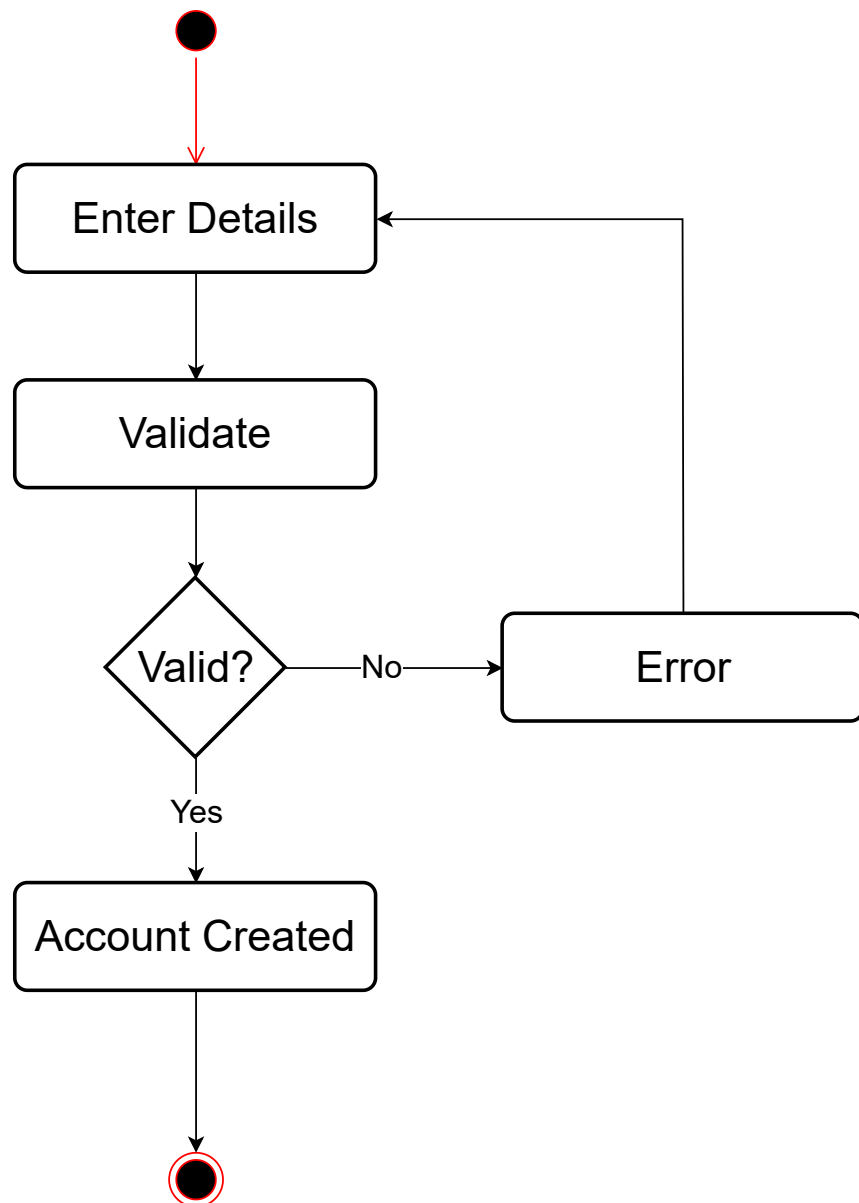 Enter Details
Validate
Valid?
No
Error
Yes
Account Created